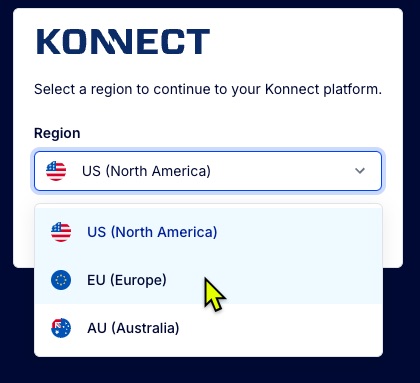 KONNECT
Select a region to continue to your Konnect platform.
Region
US (North America)
US (North America)
EU (Europe)
AU (Australia)